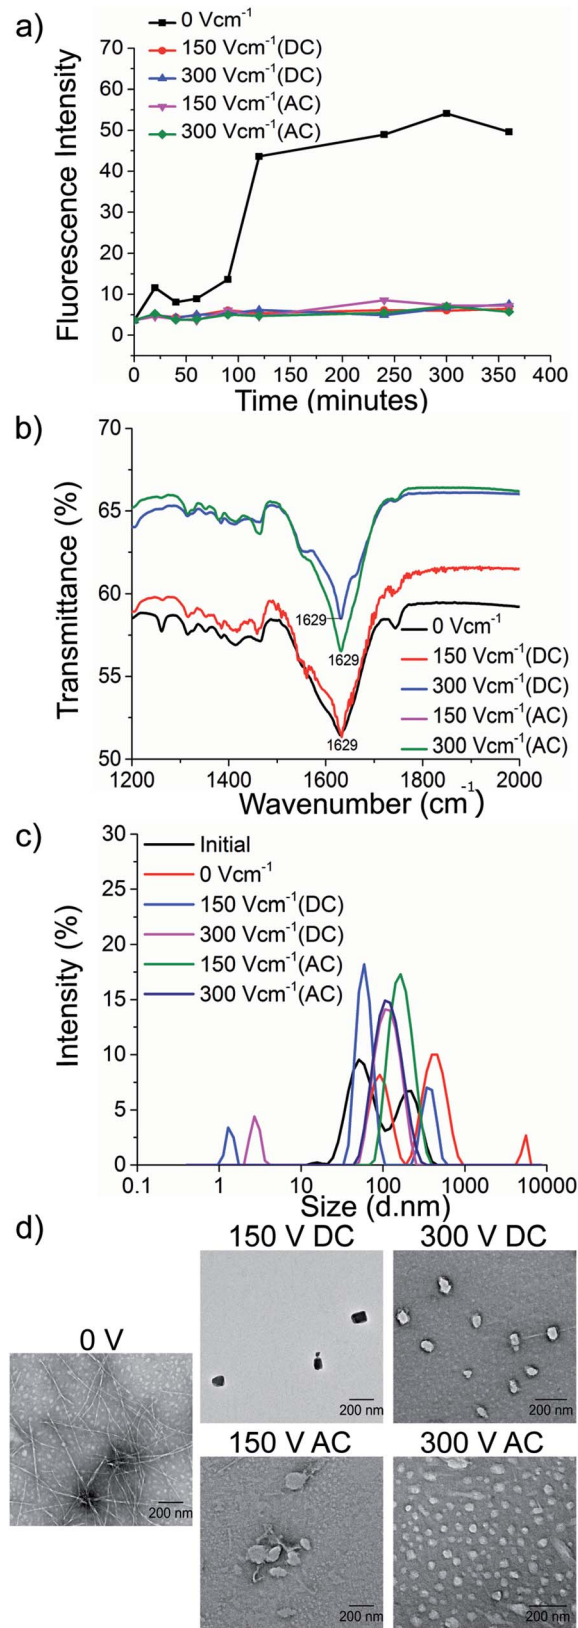 a)
0 Vcm-1
150 Vcm-1(DC)
300 Vcm-1(DC)
150 Vcm-1(AC)
300 Vcm-1(AC)
Fluorescence Intensity
70
60
50
40
30
20
10
0
0 50 100 150 200 250 300 350 400
Time (minutes)
b)
Transmittance (%)
70
65
60
55
50
1629
1629
1629
0 Vcm-1
150 Vcm-1(DC)
300 Vcm-1(DC)
150 Vcm-1(AC)
300 Vcm-1(AC)
1200 1400 1600 1800 2000
Wavenumber (cm-1)
c)
Initial
0 Vcm-1
150 Vcm-1(DC)
300 Vcm-1(DC)
150 Vcm-1(AC)
300 Vcm-1(AC)
Intensity (%)
30
25
20
15
10
5
0
0.1 1 10 100 1000 10000
Size (d.nm)
d)
0 V
200 nm
150 V DC
200 nm
300 V DC
200 nm
150 V AC
200 nm
300 V AC
200 nm